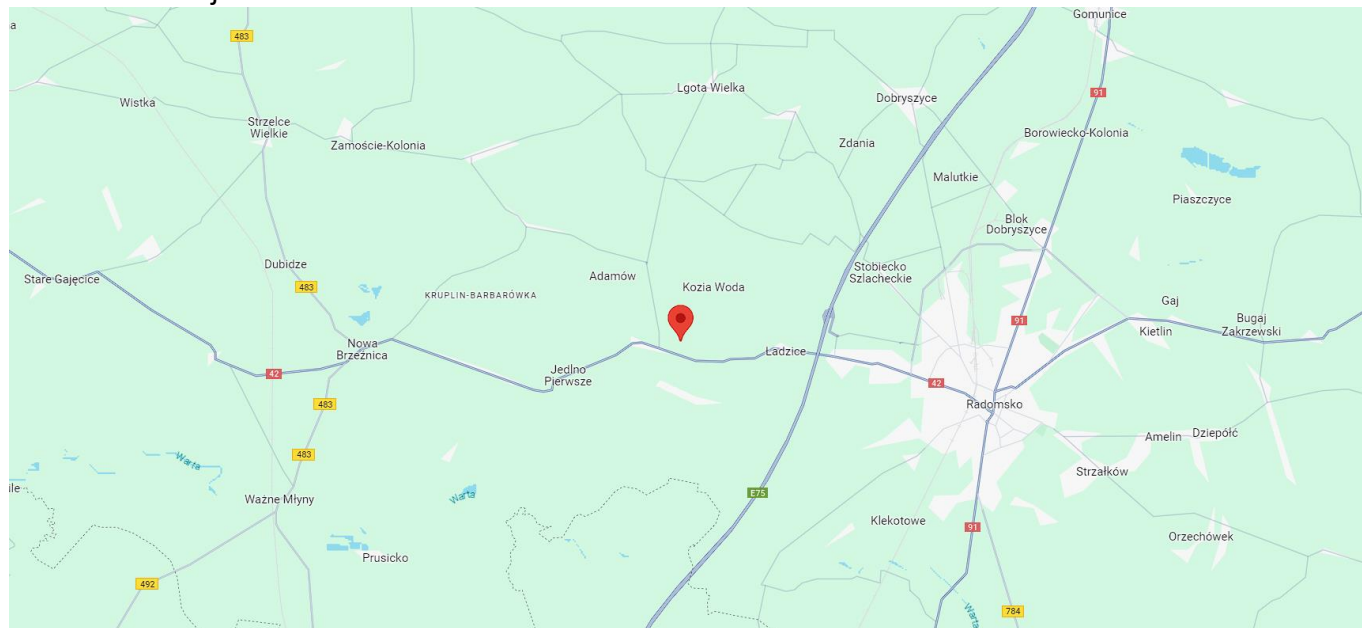 Gomunice
483
Lgota Wielka
91
Wistka
Dobryszyce
Strzelce
Wielkie
Zamoście-Kolonia
Zdania
Borowiecko-Kolonia
Malutkie
Piaszczyce
Blok
Dobryszyce
Stare Gajęcice
Dubidze
483
KRUPLIN-BARBARÓWKA
Adamów
Kozia Woda
Stobiecko
Szlacheckie
Gaj
91
Kietlin
Bugaj
Zakrzewski
Nowa
Brzeźnica
42
Jedlno
Pierwsze
Ładzice
42
483
Radomsko
Amelin
Dziepółć
483
Warta
Strzałków
Ważne Młyny
Warta
E75
Klekotowe
91
Orzechówek
Prusicko
492
784
Warta